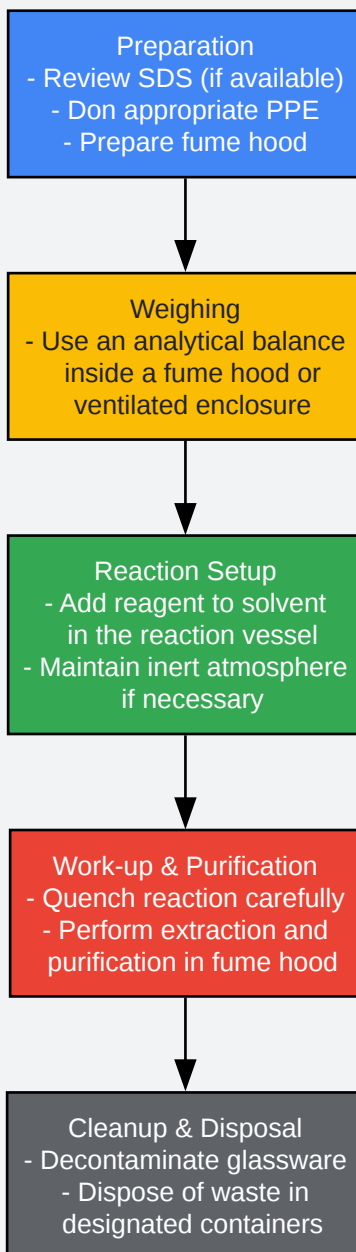 Preparation
- Review SDS (if available)
- Don appropriate PPE
- Prepare fume hood
Weighing
- Use an analytical balance
inside a fume hood or
ventilated enclosure
Reaction Setup
- Add reagent to solvent
in the reaction vessel
- Maintain inert atmosphere
if necessary
Work-up & Purification
- Quench reaction carefully
- Perform extraction and
purification in fume hood
Cleanup & Disposal
- Decontaminate glassware
- Dispose of waste in
designated containers